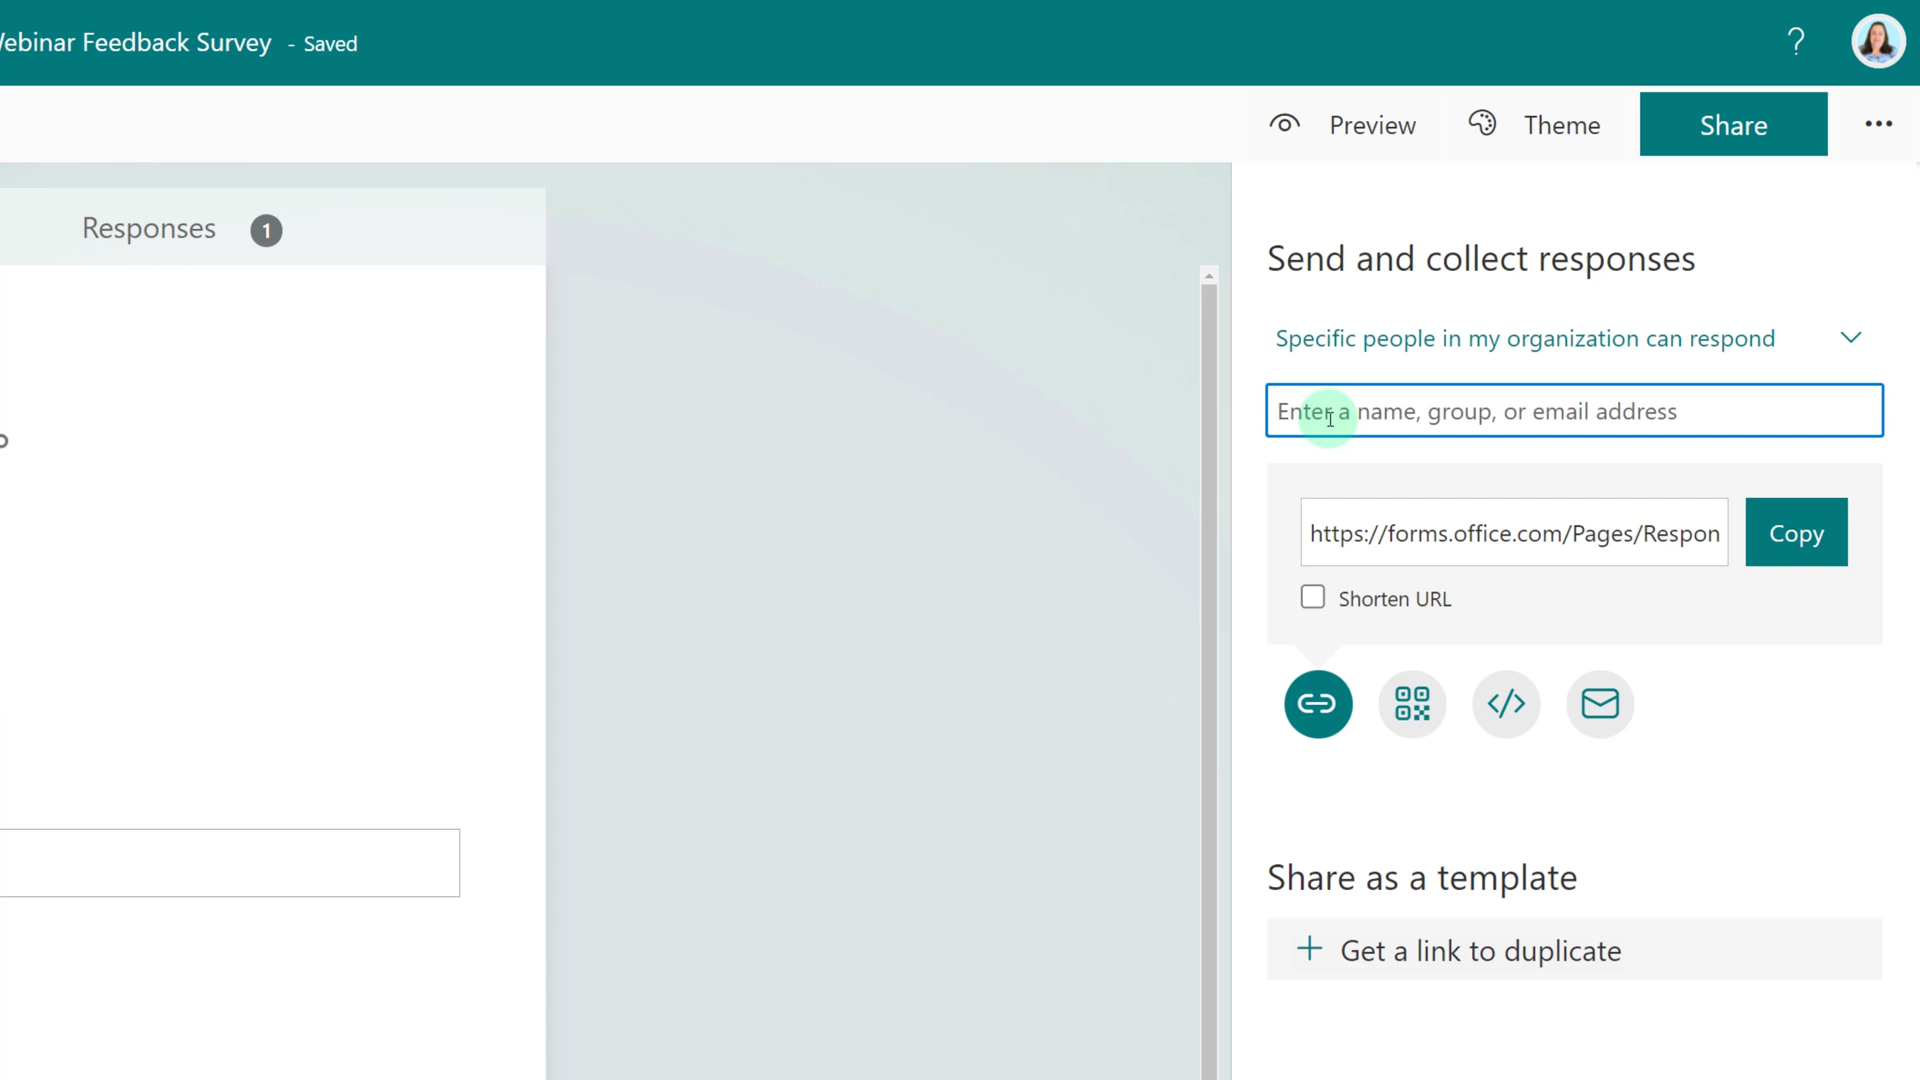 Webinar Feedback Survey - Saved
?
Preview
Theme
Share
Responses 1
Send and collect responses
Specific people in my organization can respond
Enter a name, group, or email address
https://forms.office.com/Pages/Respon
Copy
Shorten URL
Share as a template
+ Get a link to duplicate